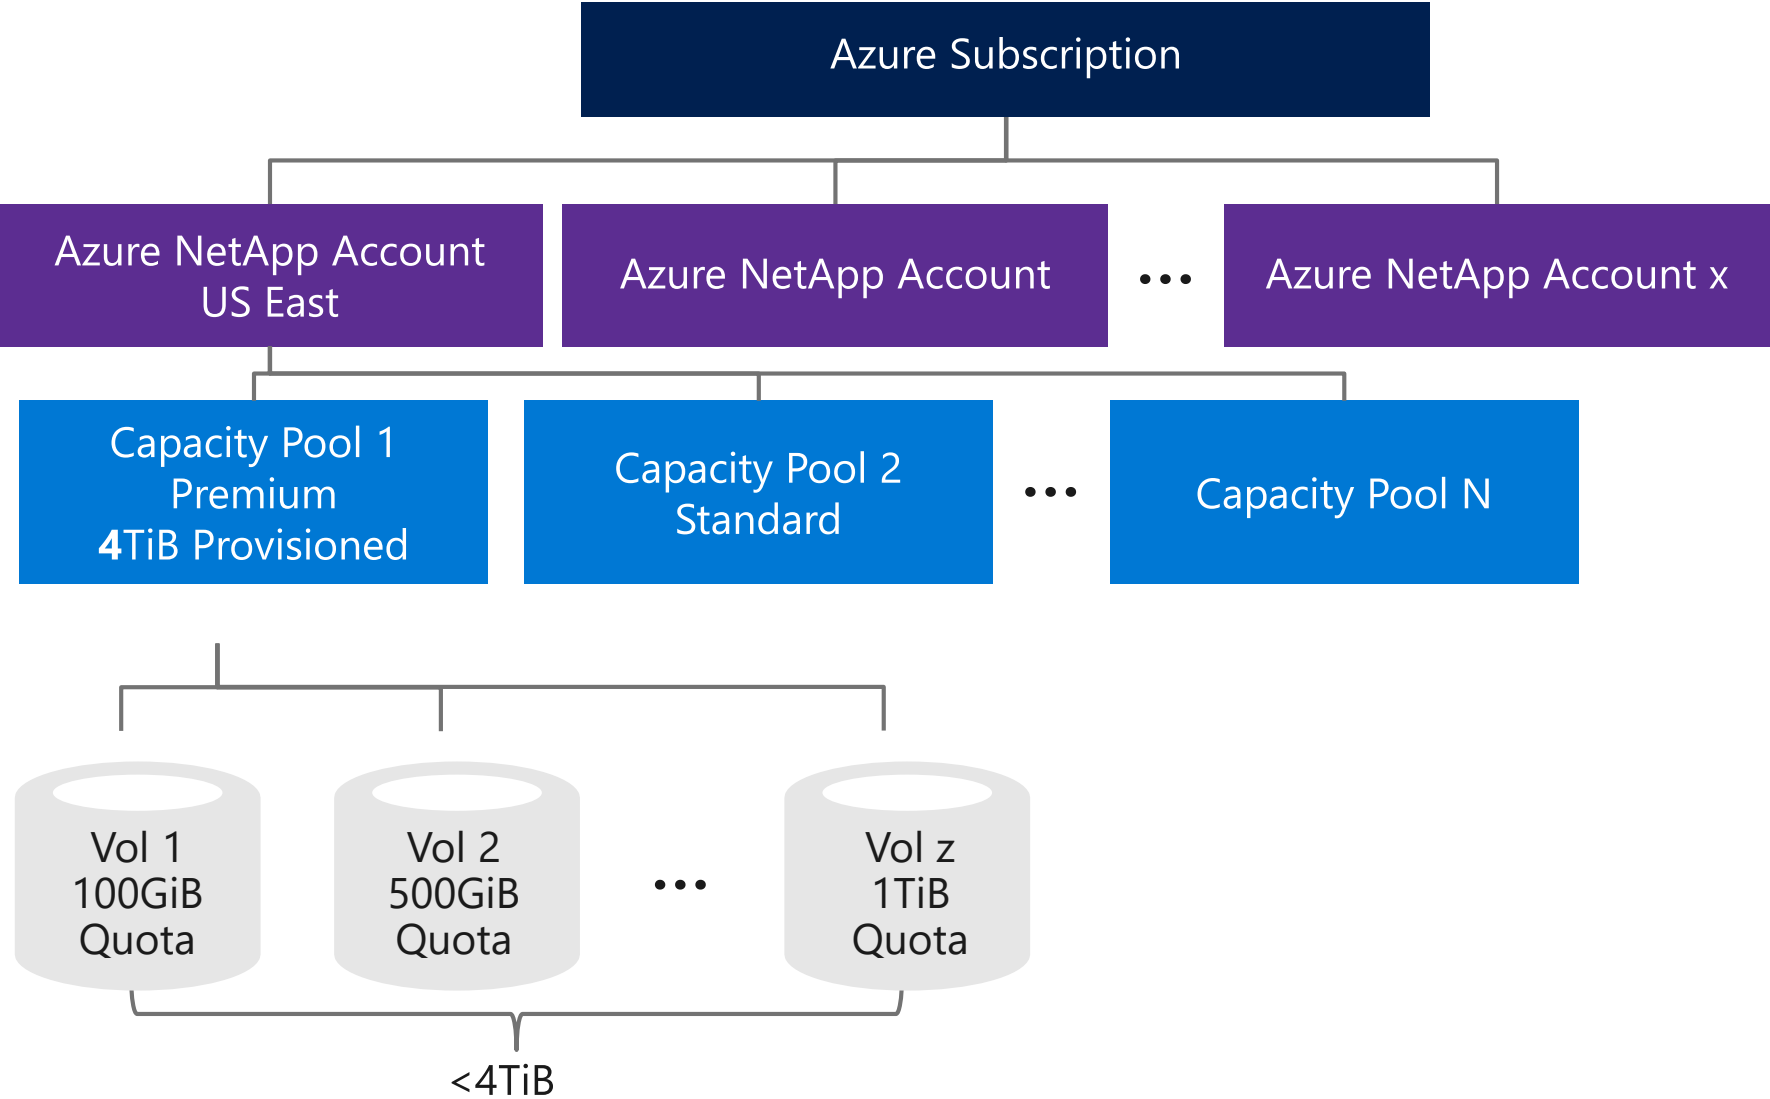 Azure Subscription
Azure NetApp Account
US East
Azure NetApp Account
...
Azure NetApp Account x
Capacity Pool 1
Premium
4TiB Provisioned
Capacity Pool 2
Standard
...
Capacity Pool N
Vol 1
100GiB
Quota
Vol 2
500GiB
Quota
...
Vol z
1TiB
Quota
<4TiB